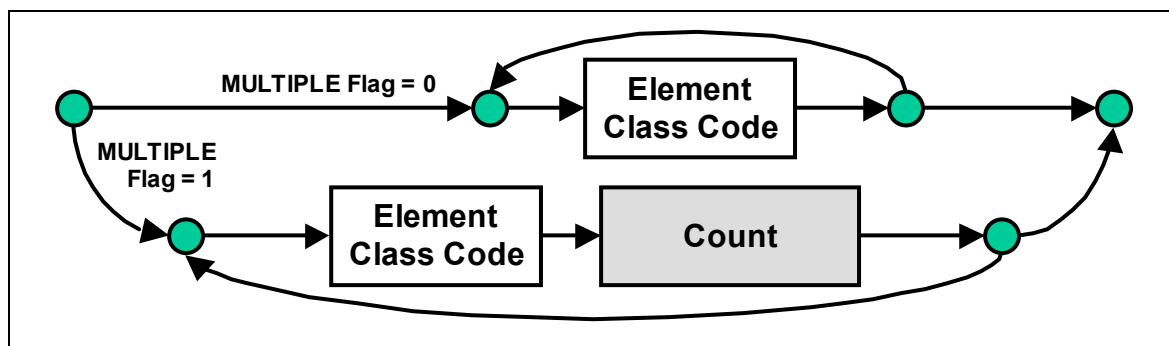 MULTIPLE Flag = 0
Element
Class Code
MULTIPLE
Flag = 1
Element
Class Code
Count